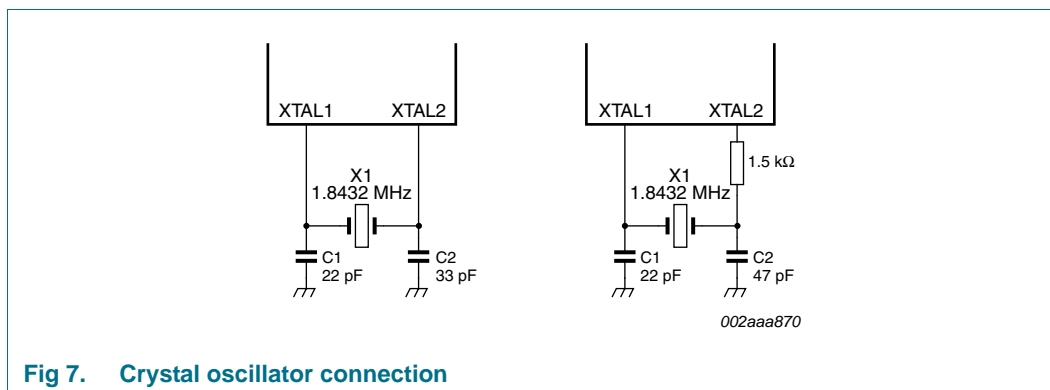 XTAL1 XTAL2
X1
1.8432 MHz
C1
22 pF
C2
33 pF
XTAL1 XTAL2
1.5 kΩ
X1
1.8432 MHz
C1
22 pF
C2
47 pF
002aaa870
Fig 7. Crystal oscillator connection